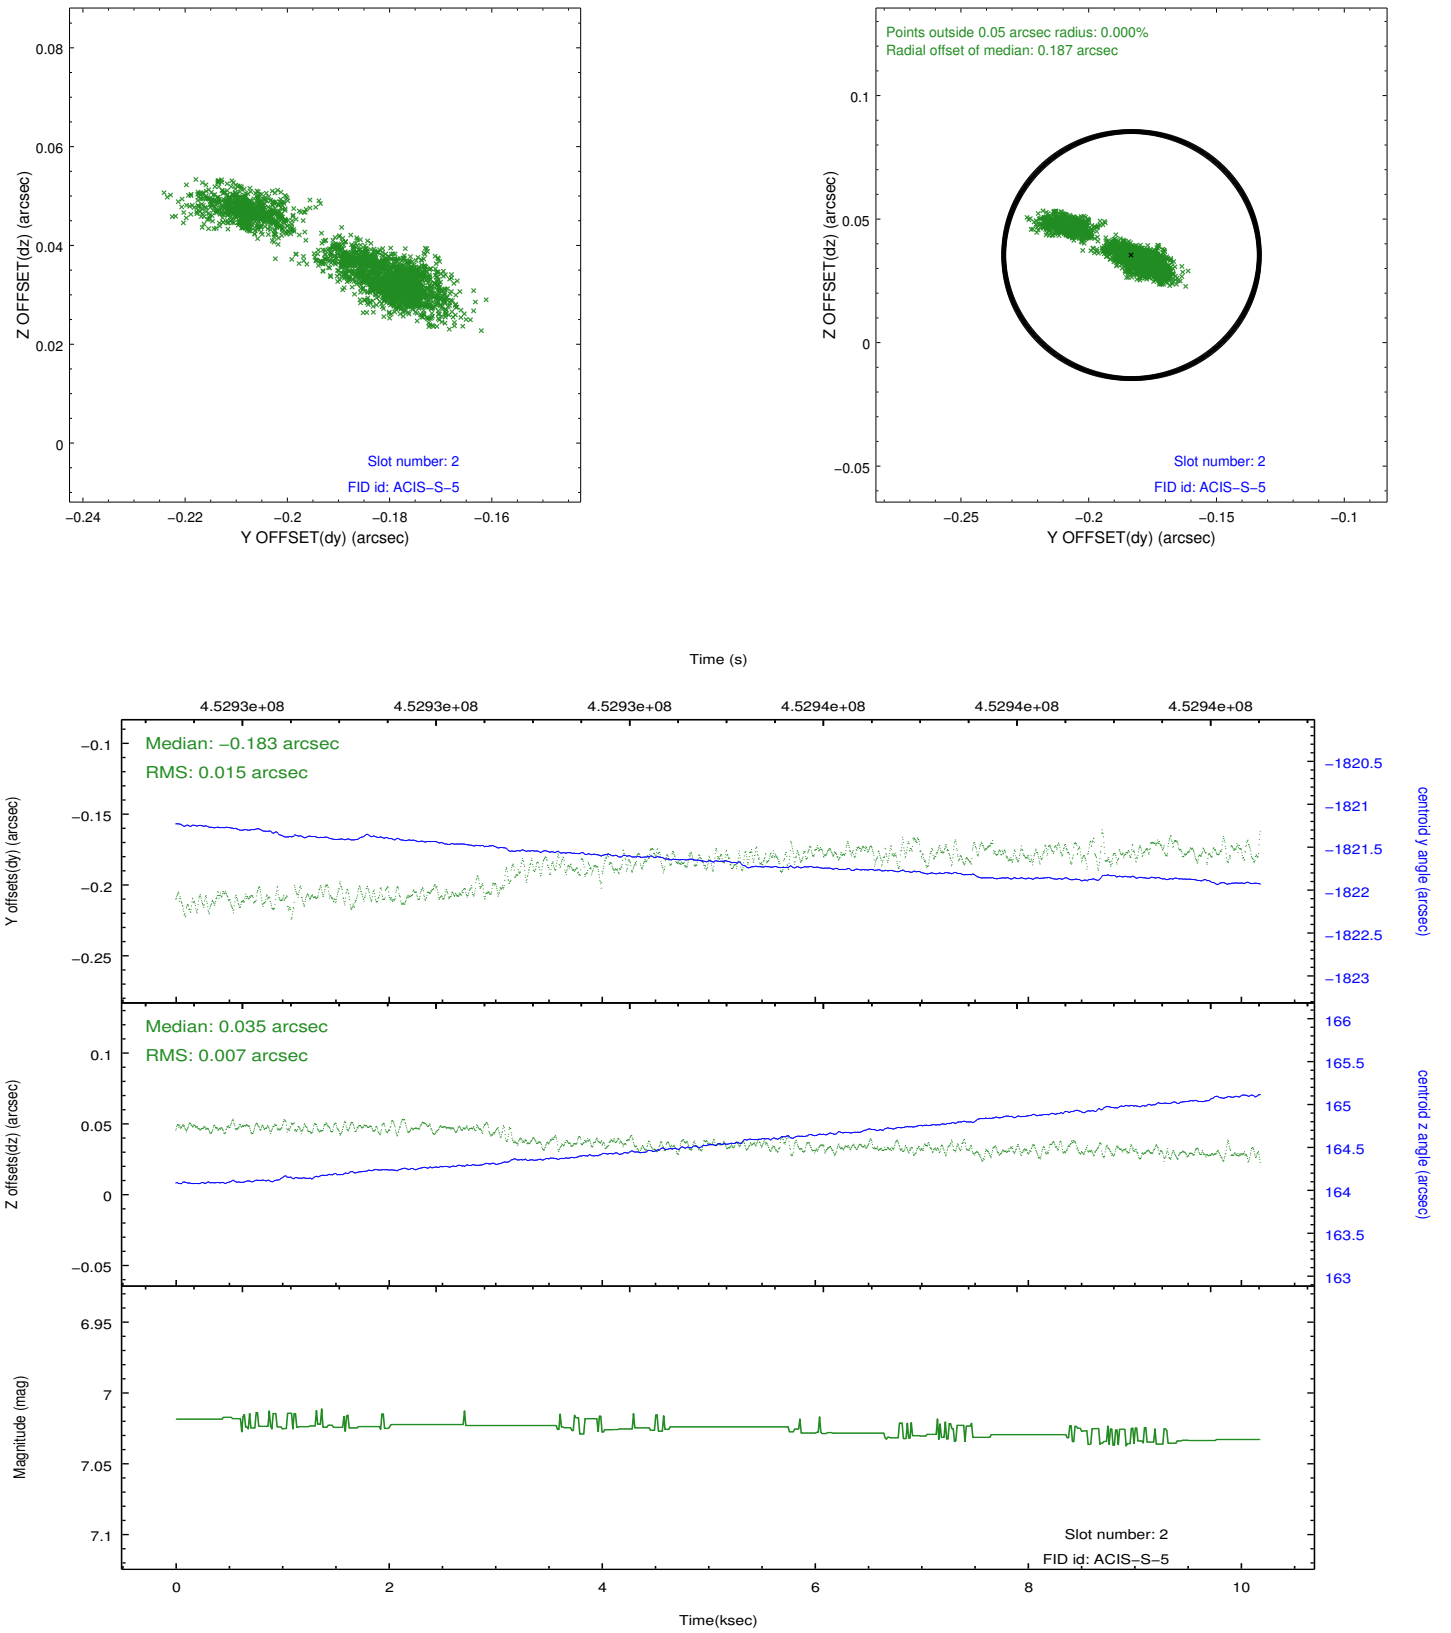 0.08
0.06
0.04
0.02
0
Z OFFSET(dz) (arcsec)
Slot number: 2
FID id: ACIS−S−5
−0.24
−0.22
−0.2
−0.18
−0.16
Y OFFSET(dy) (arcsec)
Points outside 0.05 arcsec radius: 0.000%
Radial offset of median: 0.187 arcsec
0.1
0.05
0
−0.05
Z OFFSET(dz) (arcsec)
Slot number: 2
FID id: ACIS−S−5
−0.25
−0.2
−0.15
−0.1
Y OFFSET(dy) (arcsec)
Time (s)
4.5293e+08
4.5293e+08
4.5293e+08
4.5294e+08
4.5294e+08
4.5294e+08
Median: −0.183 arcsec
RMS: 0.015 arcsec
−0.1
−0.15
−0.2
−0.25
Y offsets(dy) (arcsec)
−1820.5
−1821
−1821.5
−1822
−1822.5
−1823
centroid y angle (arcsec)
Median: 0.035 arcsec
RMS: 0.007 arcsec
0.1
0.05
0
−0.05
Z offsets(dz) (arcsec)
166
165.5
165
164.5
164
163.5
163
centroid z angle (arcsec)
6.95
7
7.05
7.1
Magnitude (mag)
Slot number: 2
FID id: ACIS−S−5
0
2
4
6
8
10
Time(ksec)